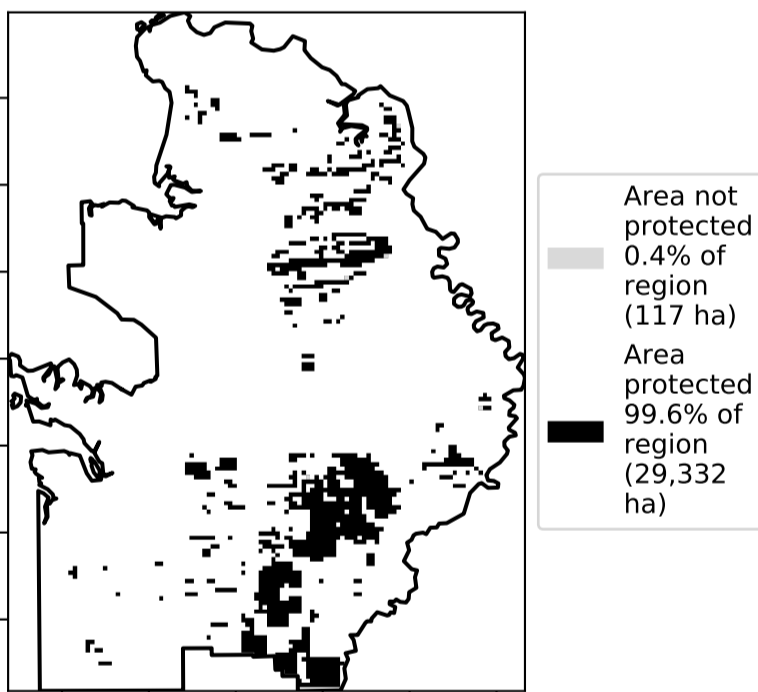 Area not
protected
0.4% of
region
(117 ha)
Area
protected
99.6% of
region
(29,332
ha)